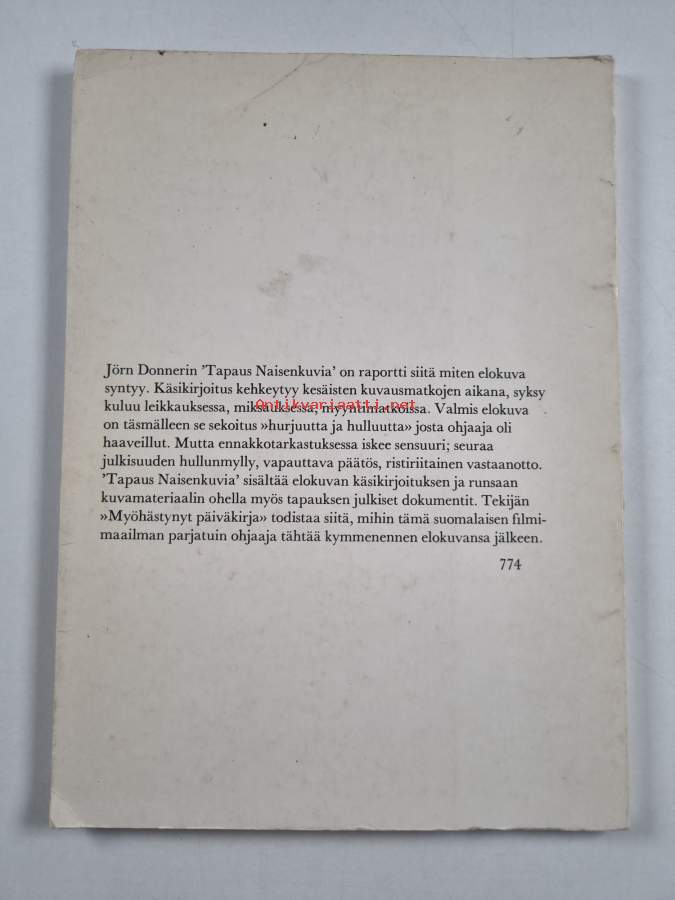 Jörn Donnerin 'Tapaus Naisenkuvia' on raportti siitä miten elokuva
syntyy. Käsikirjoitus kehkeytyy kesäisten kuvausmatkojen aikana, syksy
kuluu leikkauksessa, miksauksessa, myyntimatkoissa. Valmis elokuva
Antikvariaatti.net
on täsmälleen se sekoitus »hurjuutta ja hulluutta» josta ohjaaja oli
haaveillut. Mutta ennakkotarkastuksessa iskee sensuuri; seuraa
julkisuuden hullunmylly, vapauttava päätös, ristiriitainen vastaanotto.
'Tapaus Naisenkuvia' sisältää elokuvan käsikirjoituksen ja runsaan
kuvamateriaalin ohella myös tapauksen julkiset dokumentit. Tekijän
»Myöhästynyt päiväkirja» todistaa siitä, mihin tämä suomalaisen filmi-
maailman parjatuin ohjaaja tähtää kymmenennen elokuvansa jälkeen.
774